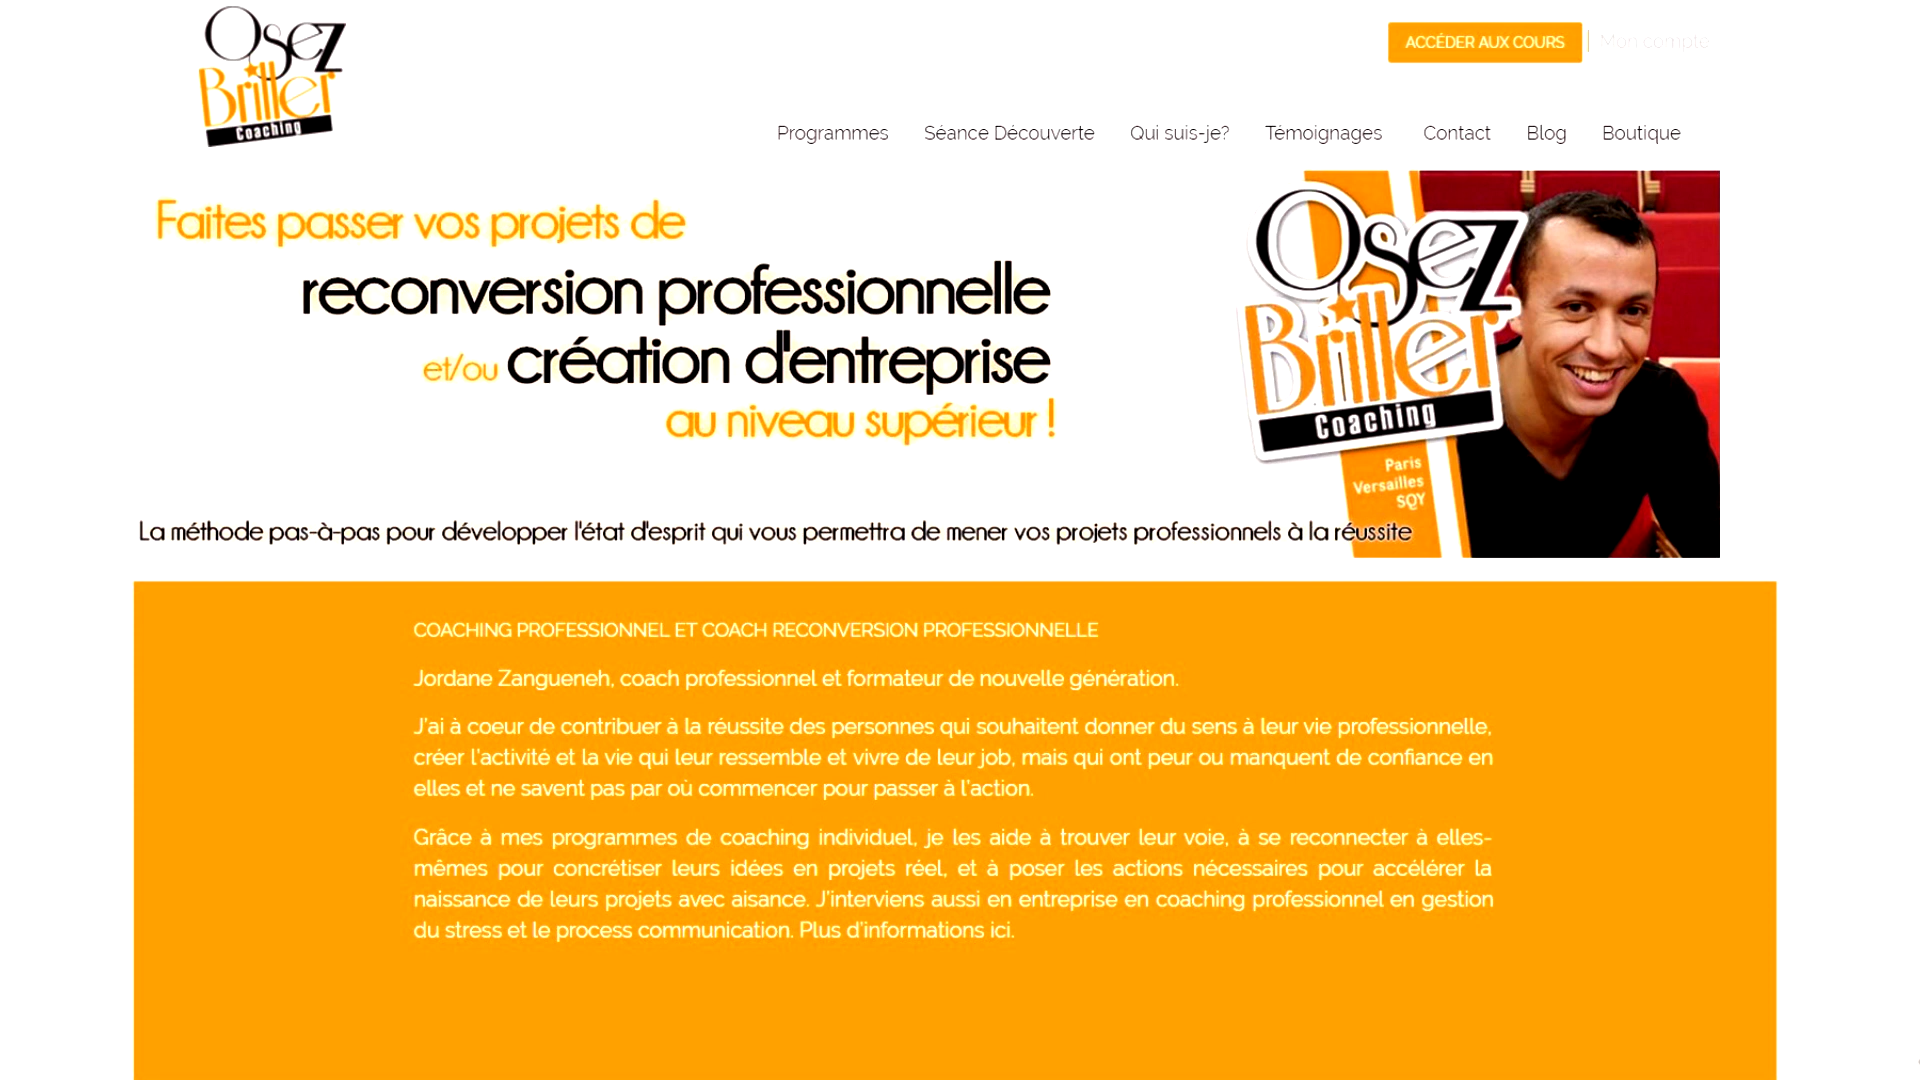 Osez
Briller
Coaching
ACCÉDER AUX COURS
Mon compte
Programmes
Séance Découverte
Qui suis-je?
Témoignages
Contact
Blog
Boutique
Faites passer vos projets de
reconversion professionnelle
et/ou création d'entreprise
au niveau supérieur !
Osez
Briller
Coaching
Paris
Versailles
SQY
La méthode pas-à-pas pour développer l'état d'esprit qui vous permettra de mener vos projets professionnels à la réussite
COACHING PROFESSIONNEL ET COACH RECONVERSION PROFESSIONNELLE
Jordane Zangueneh, coach professionnel et formateur de nouvelle génération.
J'ai à coeur de contribuer à la réussite des personnes qui souhaitent donner du sens à leur vie professionnelle,
créer l'activité et la vie qui leur ressemble et vivre de leur job, mais qui ont peur ou manquent de confiance en
elles et ne savent pas par où commencer pour passer à l'action.
Grâce à mes programmes de coaching individuel, je les aide à trouver leur voie, à se reconnecter à elles-
mêmes pour concrétiser leurs idées en projets réel, et à poser les actions nécessaires pour accélérer la
naissance de leurs projets avec aisance. J'interviens aussi en entreprise en coaching professionnel en gestion
du stress et le process communication. Plus d'informations ici.